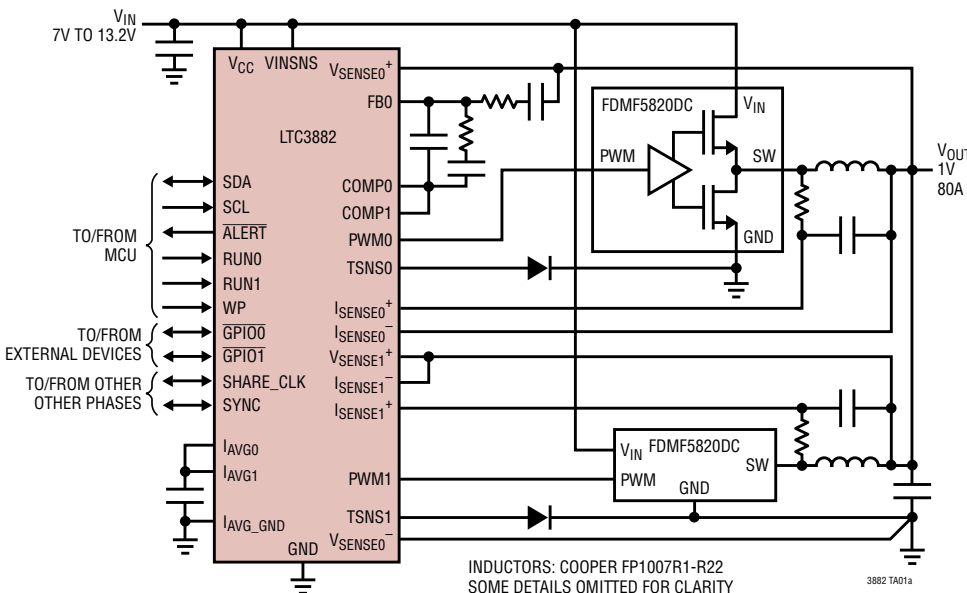 VIN
7V TO 13.2V
VCC
VINSNS
VSENSE0+
FB0
LTC3882
COMP0
COMP1
PWM0
TSNS0
ISENSE0+
ISENSE0–
VSENSE1+
ISENSE1–
ISENSE1+
PWM1
TSNS1
VSENSE0–
GND
SDA
SCL
ALERT
RUN0
RUN1
WP
GPIO0
GPIO1
SHARE_CLK
SYNC
IAVG0
IAVG1
IAVG_GND
TO/FROM
MCU
TO/FROM
EXTERNAL DEVICES
TO/FROM OTHER
OTHER PHASES
FDMF5820DC
VIN
PWM
SW
GND
VOUT
1V
80A
VIN
FDMF5820DC
SW
PWM
GND
INDUCTORS: COOPER FP1007R1-R22
SOME DETAILS OMITTED FOR CLARITY
3882 TA01a